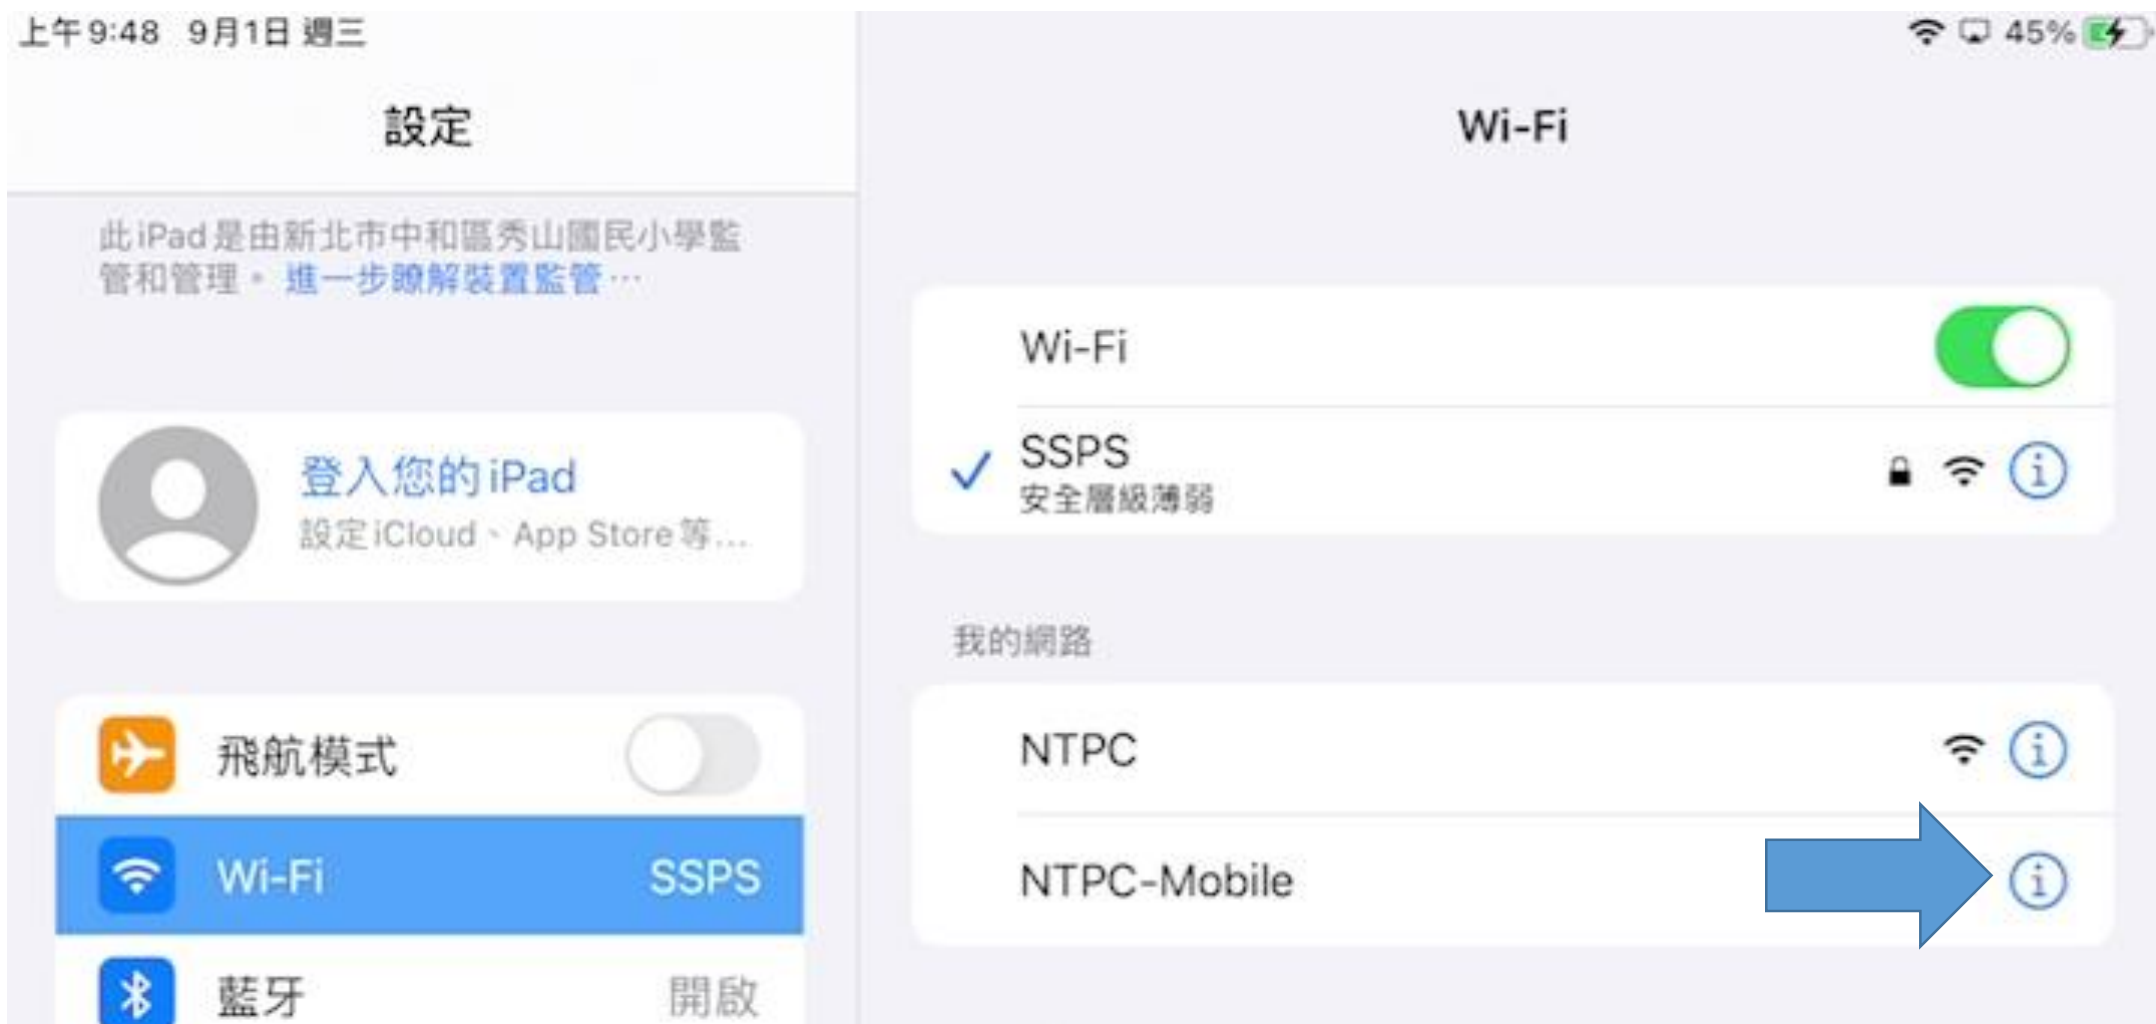 上午9:48 9月1日 週三
45%
設定
此iPad是由新北市中和區秀山國民小學監
管和管理。進一步瞭解裝置監管…
登入您的iPad
設定iCloud、App Store等…
飛航模式
Wi-Fi SSPS
藍牙 開啟
Wi-Fi
Wi-Fi
SSPS
安全層級薄弱
我的網路
NTPC
NTPC-Mobile